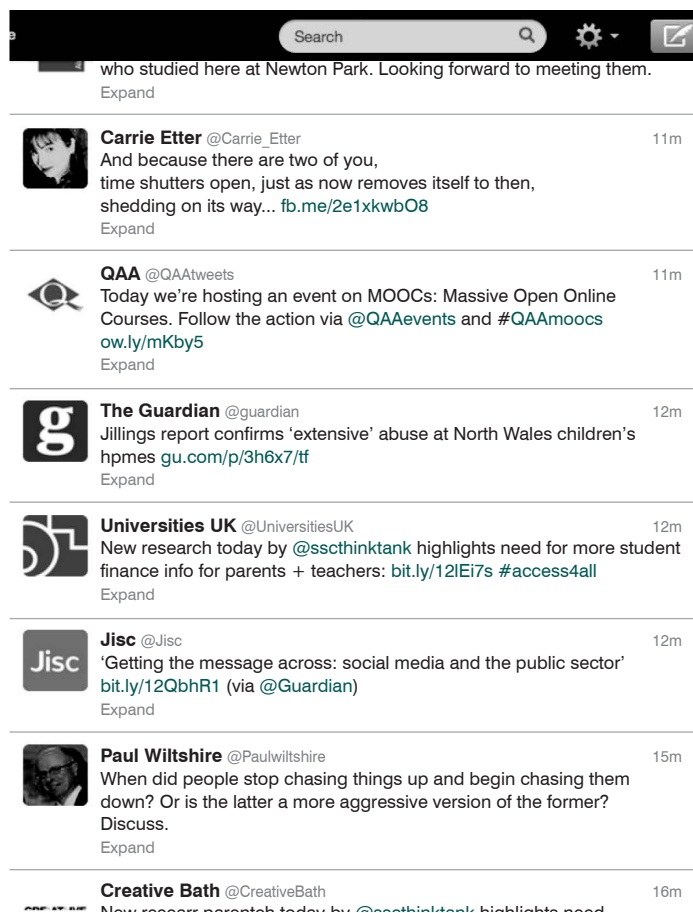 e
Search
who studied here at Newton Park. Looking forward to meeting them.
Expand
Carrie Etter @Carrie_Etter 11m
And because there are two of you,
time shutters open, just as now removes itself to then,
shedding on its way... fb.me/2e1xkwbO8
Expand
QAA @QAAtweets 11m
Today we’re hosting an event on MOOCs: Massive Open Online
Courses. Follow the action via @QAAevents and #QAAmoocs
ow.ly/mKby5
Expand
g
The Guardian @guardian 12m
Jillings report confirms ‘extensive’ abuse at North Wales children’s
hpmes gu.com/p/3h6x7/tf
Expand
Universities UK @UniversitiesUK 12m
New research today by @sscthinktank highlights need for more student
finance info for parents + teachers: bit.ly/12lEi7s #access4all
Expand
Jisc
Jisc @Jisc 12m
‘Getting the message across: social media and the public sector’
bit.ly/12QbhR1 (via @Guardian)
Expand
Paul Wiltshire @Paulwiltshire 15m
When did people stop chasing things up and begin chasing them
down? Or is the latter a more aggressive version of the former?
Discuss.
Expand
Creative Bath @CreativeBath 16m
New researr parentch today by @sscthinktank highlights need